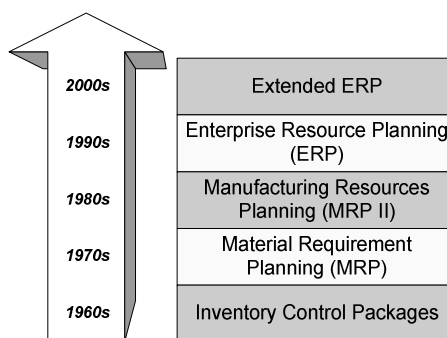 2000s
Extended ERP
1990s
Enterprise Resource Planning
(ERP)
1980s
Manufacturing Resources
Planning (MRP II)
1970s
Material Requirement
Planning (MRP)
1960s
Inventory Control Packages